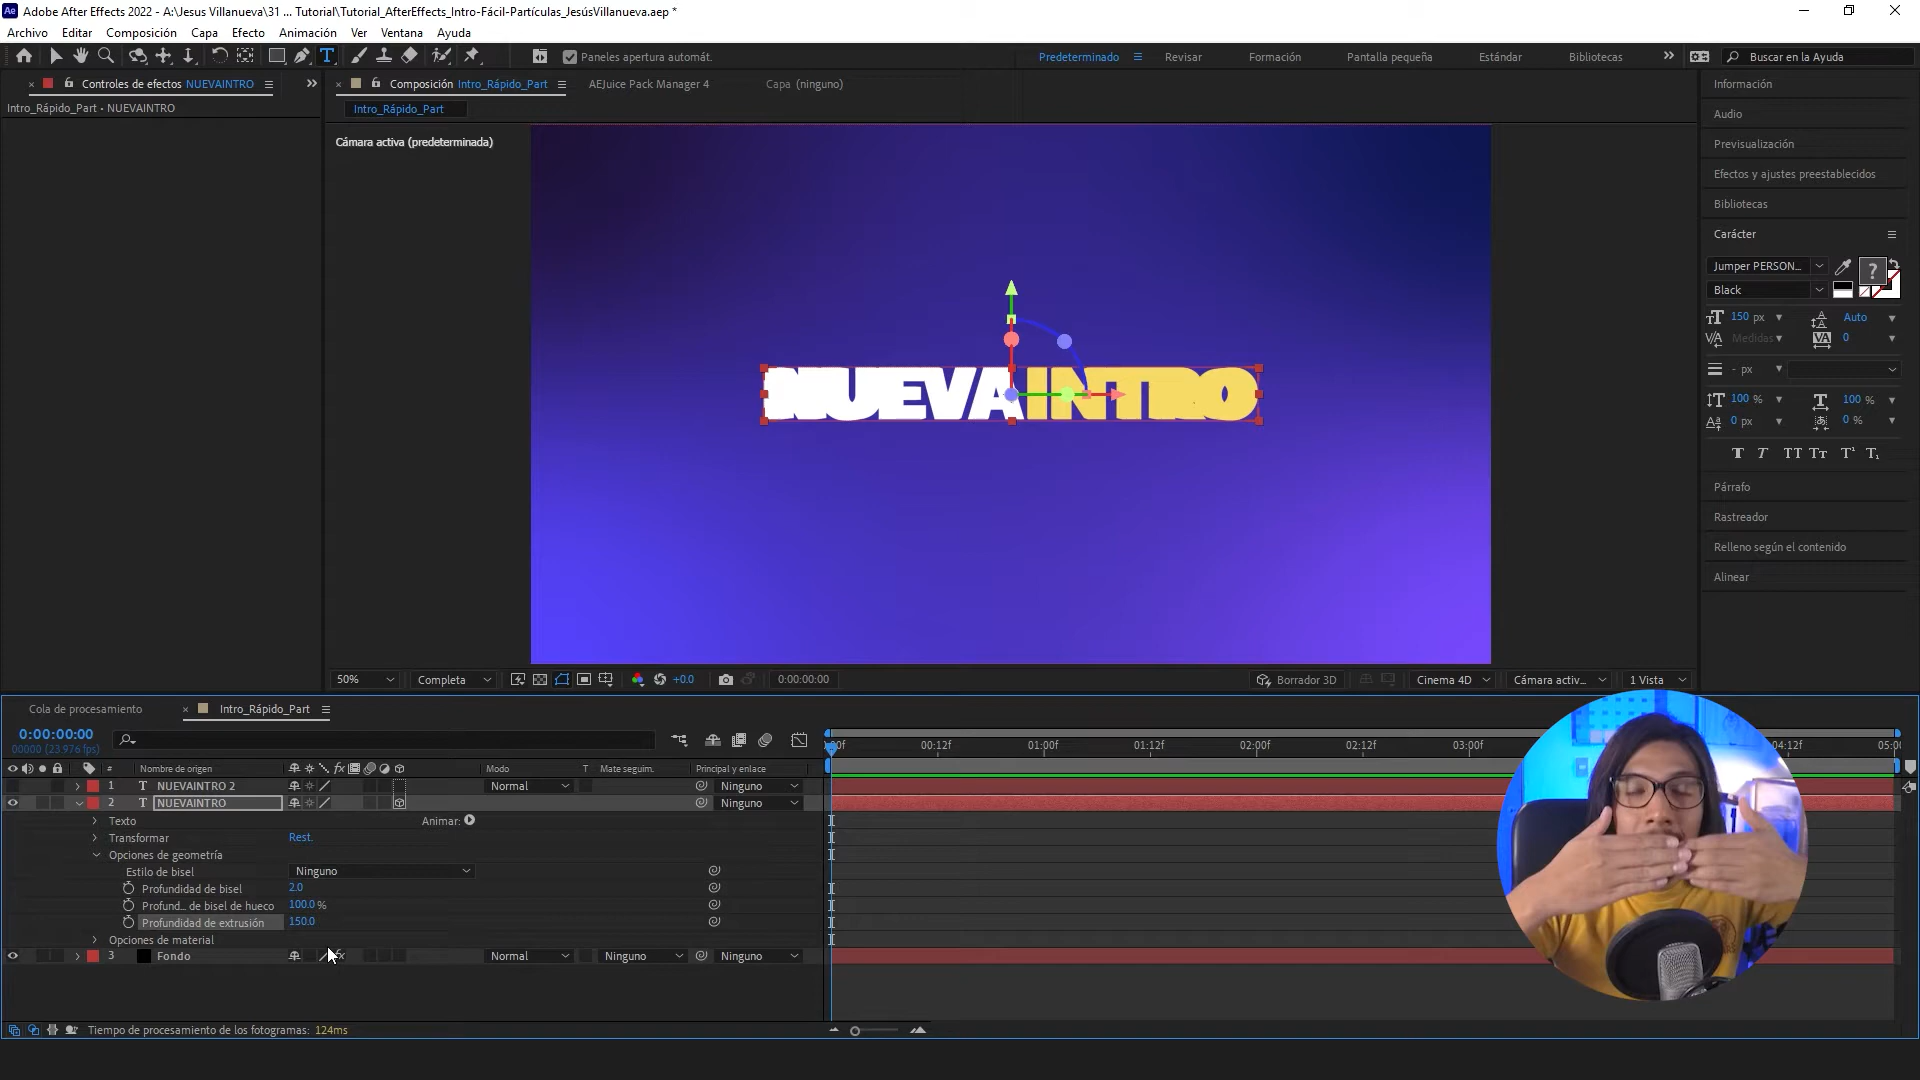 Adobe After Effects 2022 - A:\Jesus Villanueva\31 ... Tutorial\Tutorial_AfterEffects_Intro-Fácil-Partículas_JesúsVillanueva.aep *
Archivo Editar Composición Capa Efecto Animación Ver Ventana Ayuda
Paneles apertura automát. Predeterminado Revisar Formación Pantalla pequeña Estándar Bibliotecas Buscar en la Ayuda
Controles de efectos NUEVAINTRO
Composición Intro_Rápido_Part AEJuice Pack Manager 4 Capa (ninguno)
Intro_Rápido_Part • NUEVAINTRO
Intro_Rápido_Part
Cámara activa (predeterminada)
NUEVAINTRO
50% Completa +0.0 0:00:00:00 Borrador 3D Cinema 4D Cámara activ... 1 Vista
Información
Audio
Previsualización
Efectos y ajustes preestablecidos
Bibliotecas
Carácter
Jumper PERSON...
Black
150 px Auto
Medidas 0
- px
100 % 100 %
0 px 0 %
Párrafo
Rastreador
Relleno según el contenido
Alinear
Cola de procesamiento Intro_Rápido_Part
0:00:00:00
00000 (23.976 fps)
:00f 00:12f 01:00f 01:12f 02:00f 02:12f 03:00f 04:12f 05:0
# Nombre de origen Modo T Mate seguim. Principal y enlace
1 T NUEVAINTRO 2 Normal Ninguno
2 T NUEVAINTRO Ninguno
Texto Animar:
Transformar Rest.
Opciones de geometría
Estilo de bisel Ninguno
Profundidad de bisel 2.0
Profund... de bisel de hueco 100.0 %
Profundidad de extrusión 150.0
Opciones de material
3 Fondo Normal Ninguno Ninguno
Tiempo de procesamiento de los fotogramas: 124ms